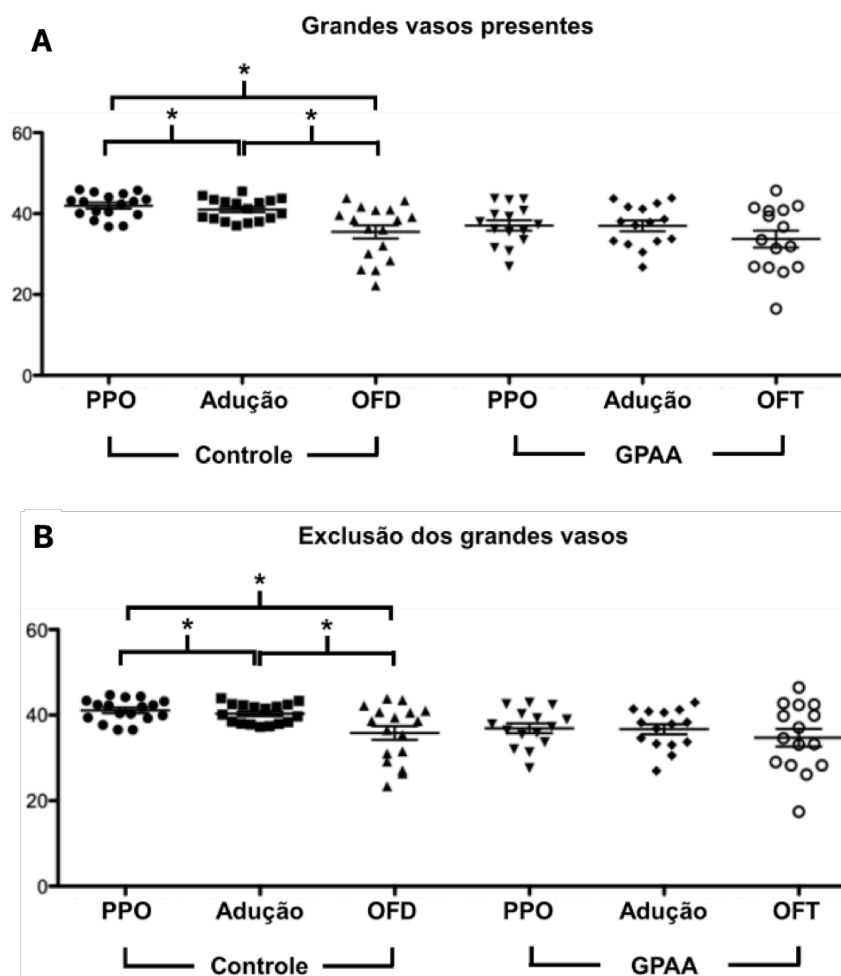 A
Grandes vasos presentes
*
* *
60
40
20
0
PPO Adução OFD PPO Adução OFT
Controle GPAA
B
Exclusão dos grandes vasos
*
* *
60
40
20
0
PPO Adução OFD PPO Adução OFT
Controle GPAA